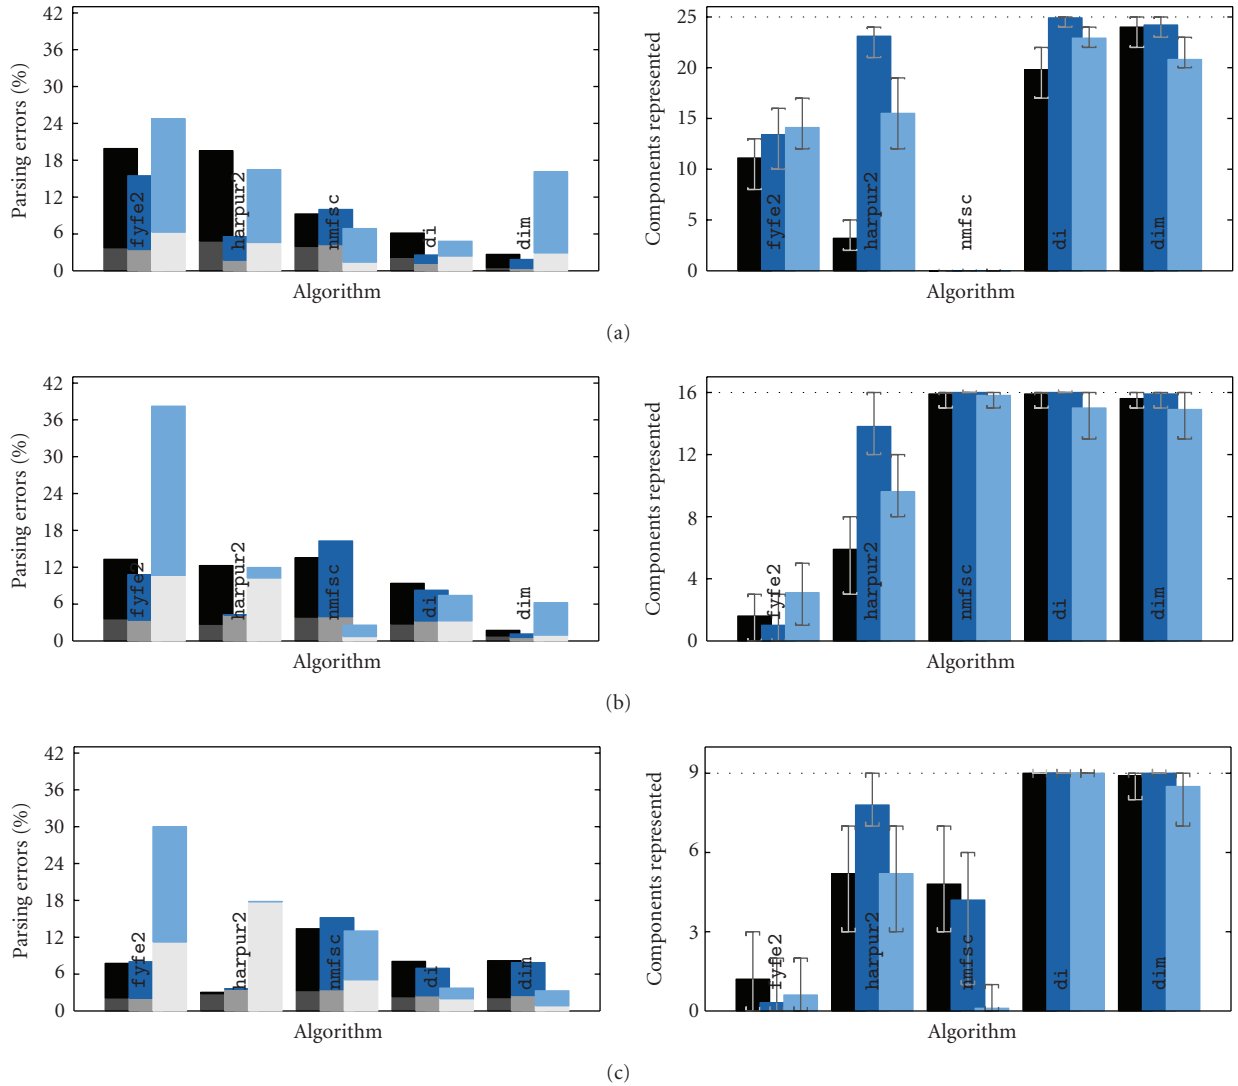 Parsing errors (%)
42
36
30
24
18
12
6
0
fyfe2
harpur2
nmfsc
di
dim
Algorithm
Components represented
25
20
15
10
5
0
fyfe2
harpur2
nmfsc
di
dim
Algorithm
(a)
Parsing errors (%)
42
36
30
24
18
12
6
0
fyfe2
harpur2
nmfsc
di
dim
Algorithm
Components represented
16
12
8
4
0
fyfe2
harpur2
nmfsc
di
dim
Algorithm
(b)
Parsing errors (%)
42
36
30
24
18
12
6
0
fyfe2
harpur2
nmfsc
di
dim
Algorithm
Components represented
9
6
3
0
fyfe2
harpur2
nmfsc
di
dim
Algorithm
(c)